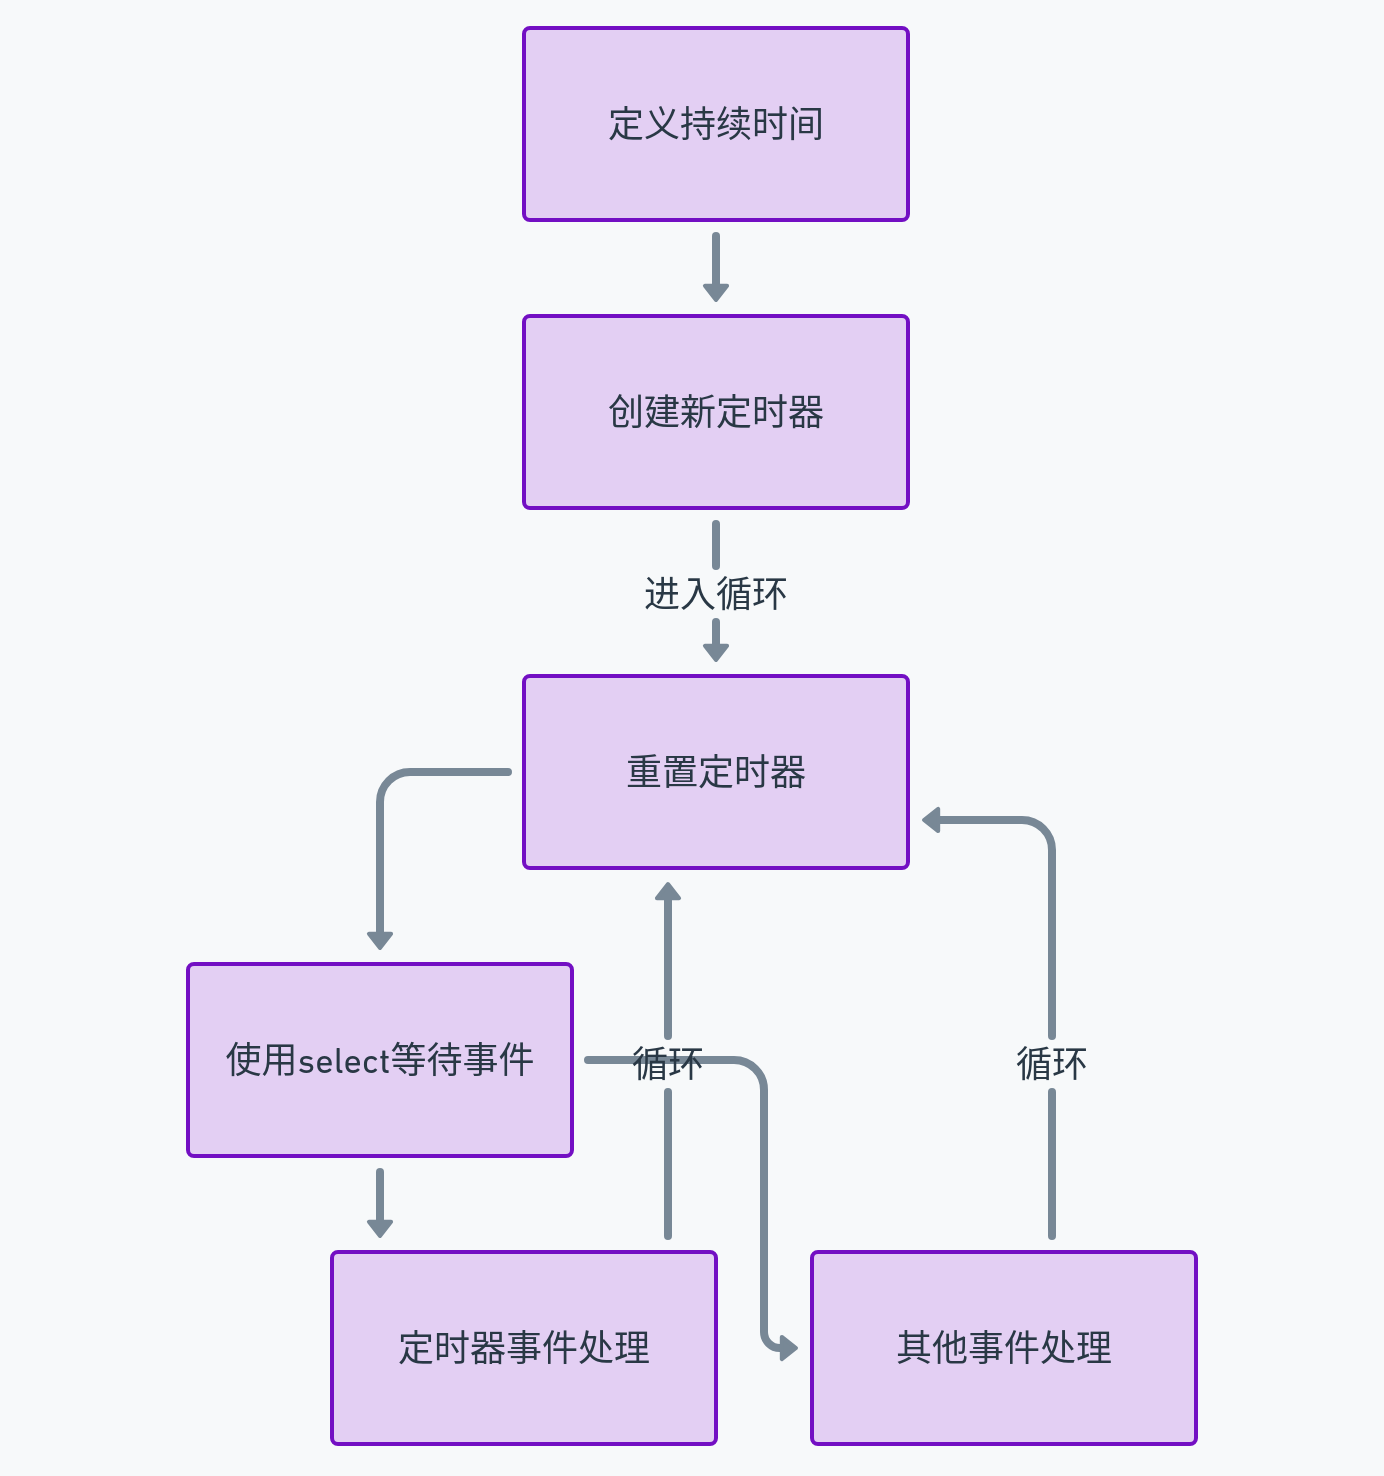 定义持续时间
创建新定时器
进入循环
重置定时器
使用select等待事件
循环
循环
定时器事件处理
其他事件处理